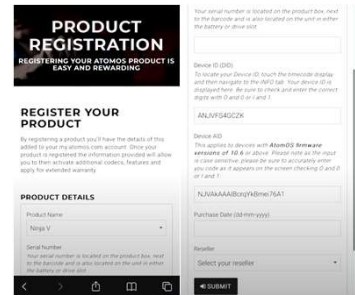 PRODUCT
REGISTRATION
REGISTERING YOUR ATOMOS PRODUCT IS
EASY AND REWARDING
REGISTER YOUR
PRODUCT
By registering a product you'll have the details of this
added to your my.atomos.com account. Once your
product is registered the information provided will allow
you to then activate additional codecs, features and
apply for extended warranty.
PRODUCT DETAILS
Product Name
Ninja V
Serial Number
Your serial number is located on the product box, next
to the barcode and is also located on the unit in either
the battery or drive slot
Your serial number is located on the product box, next
to the barcode and is also located on the unit in either
the battery or drive slot
Device ID (DID)
To locate your Device ID, touch the timecode display
and then navigate to the INFO tab. Your device ID is
displayed here. Be sure to check and enter the correct
digits with 0 and 0 or I and 1
Device AID
This applies to devices with AtomOS firmware
versions of 10.6 or above. Please note as the input
is case sensitive, please be sure to accurately enter
you code as it appears on the screen checking 0 and 0
or I and 1
Purchase Date (dd-mm-yyyy)
Reseller
Select your reseller
SUBMIT